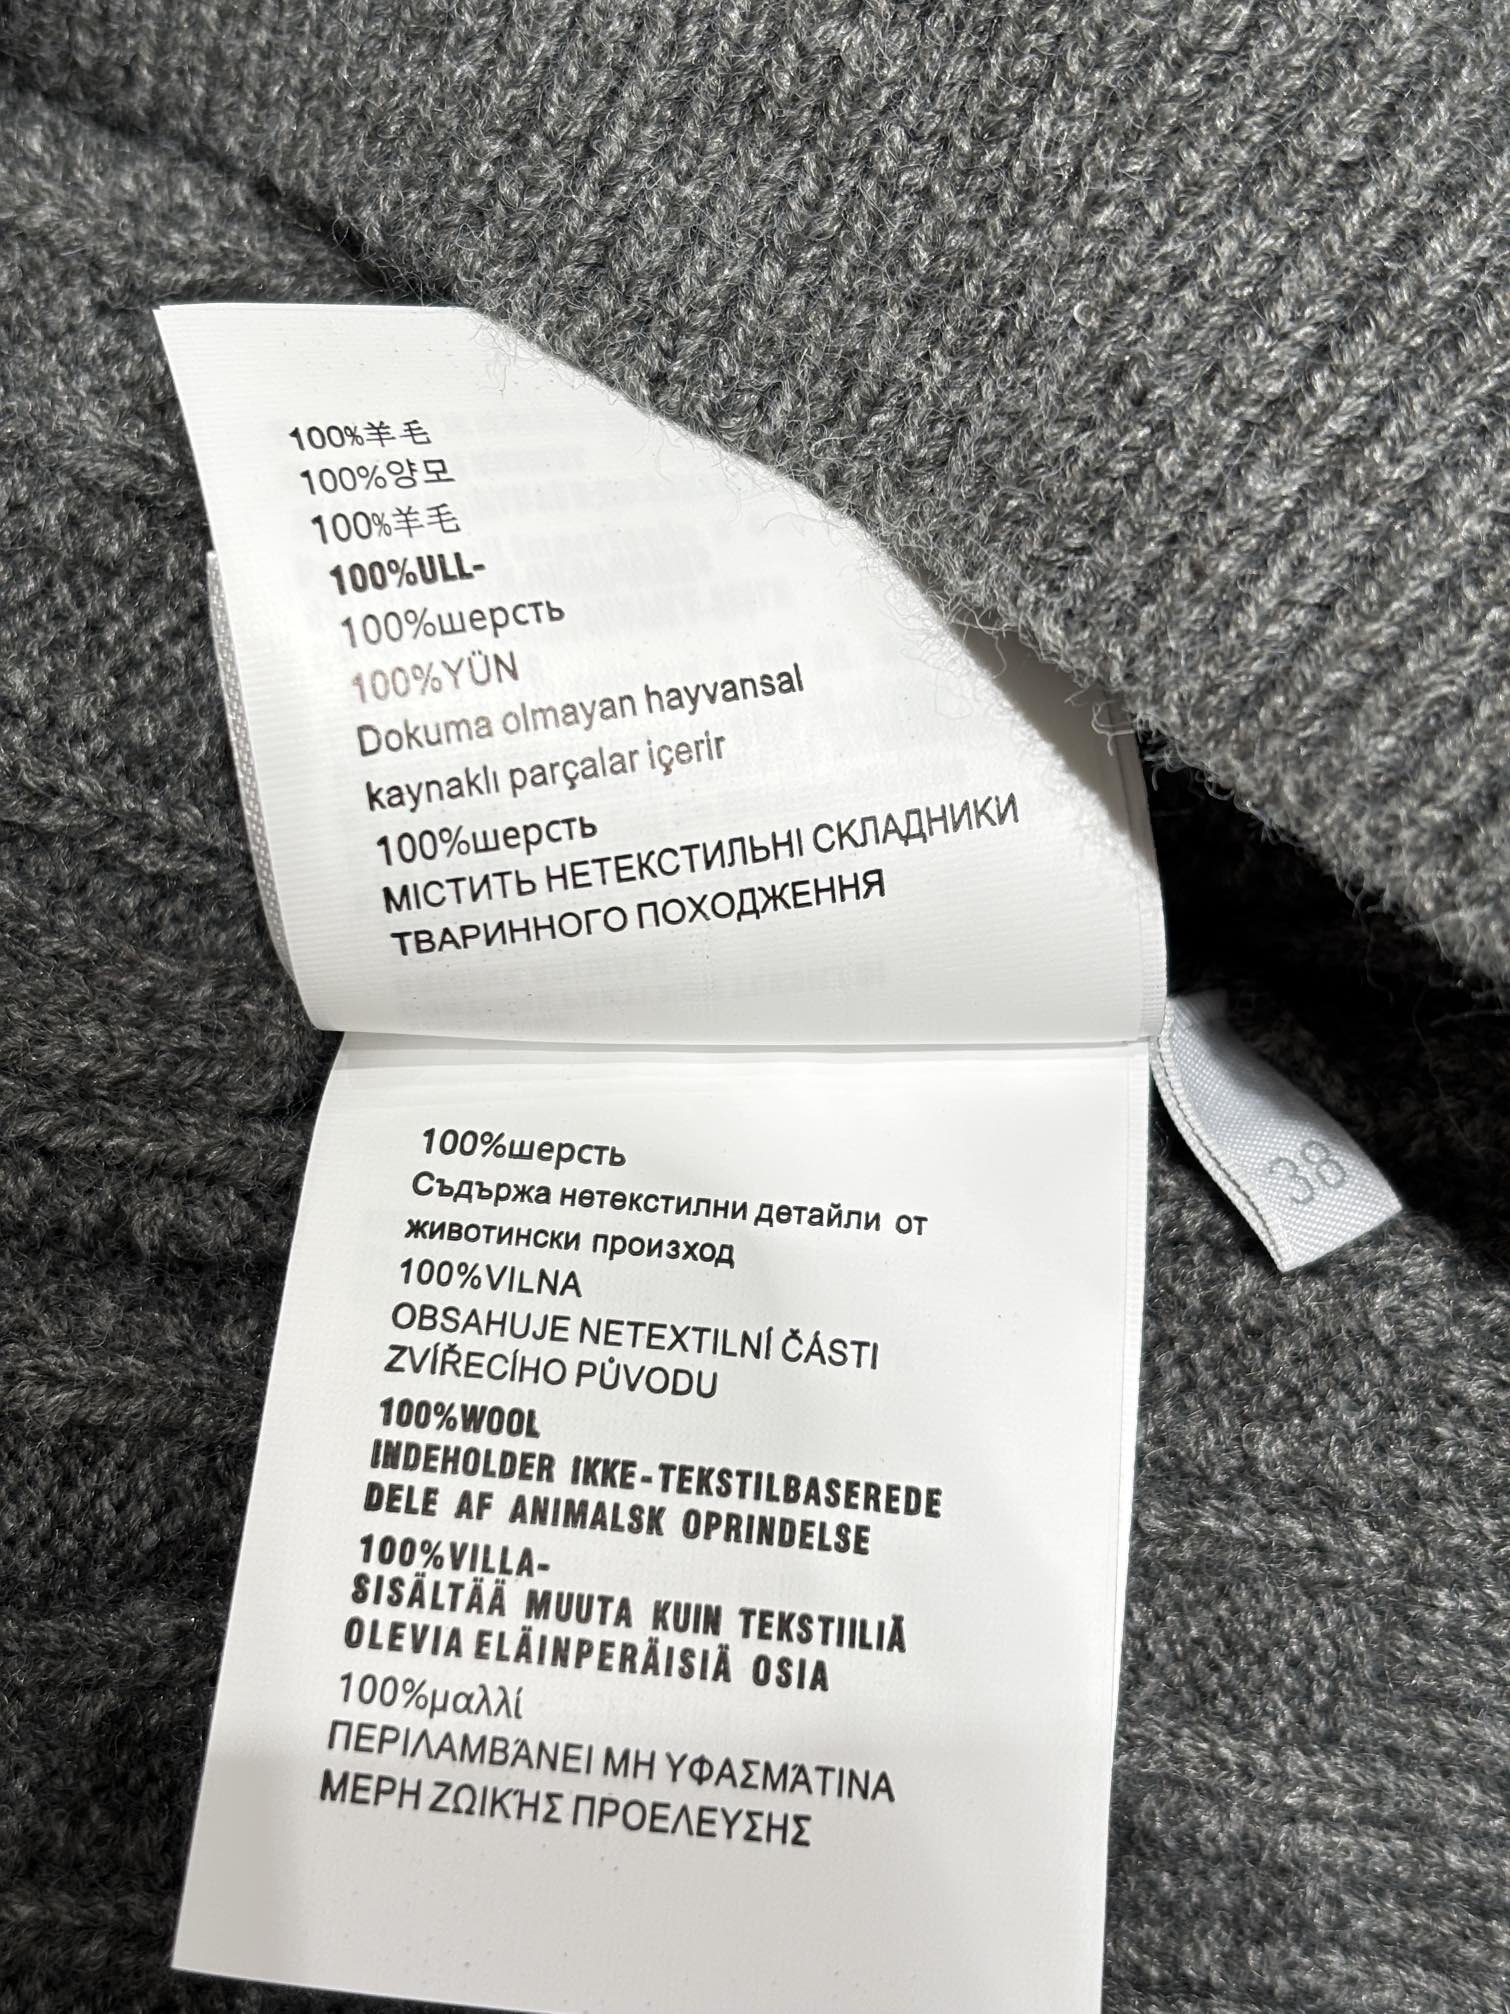 100%羊毛
100%양모
100%羊毛
100%ULL-
100%шерсть
100%YÜN
Dokuma olmayan hayvansal
kaynaklı parçalar içerir
100%шерсть
МІСТИТЬ НЕТЕКСТИЛЬНІ СКЛАДНИКИ
ТВАРИННОГО ПОХОДЖЕННЯ
100%шерсть
Съдържа нетекстилни детайли от
животински произход
100%VILNA
OBSAHUJE NETEXTILNÍ ČÁSTI
ZVÍŘECÍHO PŮVODU
100%WOOL
INDEHOLDER IKKE-TEKSTILBASEREDE
DELE AF ANIMALSK OPRINDELSE
100%VILLA-
SISÄLTÄÄ MUUTA KUIN TEKSTIILIÄ
OLEVIA ELÄINPERÄISIÄ OSIA
100%μαλλί
ΠΕΡΙΛΑΜΒΆΝΕΙ ΜΗ ΥΦΑΣΜΆΤΙΝΑ
ΜΕΡΗ ΖΩΙΚΉΣ ΠΡΟΕΛΕΥΣΗΣ
38